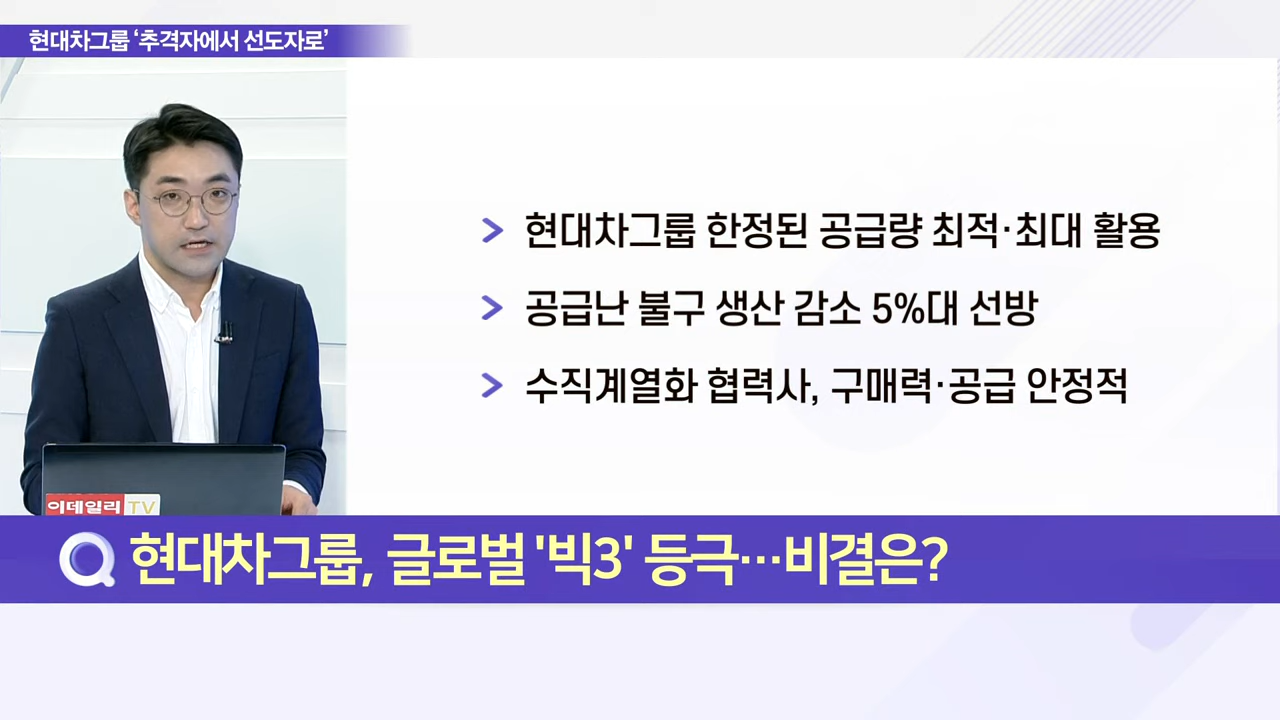 현대차그룹 '추격자에서 선도자로'
> 현대차그룹 한정된 공급량 최적·최대 활용
> 공급난 불구 생산 감소 5%대 선방
> 수직계열화 협력사, 구매력·공급 안정적
이데일리 TV
Q 현대차그룹, 글로벌 '빅3' 등극…비결은?